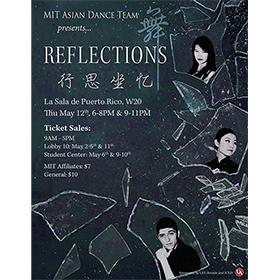 MIT Asian Dance Team
presents...
舞
REFLECTIONS
行思坐忆
La Sala de Puerto Rico, W20
Thu May 12th, 6-8PM & 9-11PM
Ticket Sales:
9AM - 5PM
Lobby 10: May 2-6th & 11th
Student Center: May 6th & 9-10th
MIT Affiliates: $7
General: $10